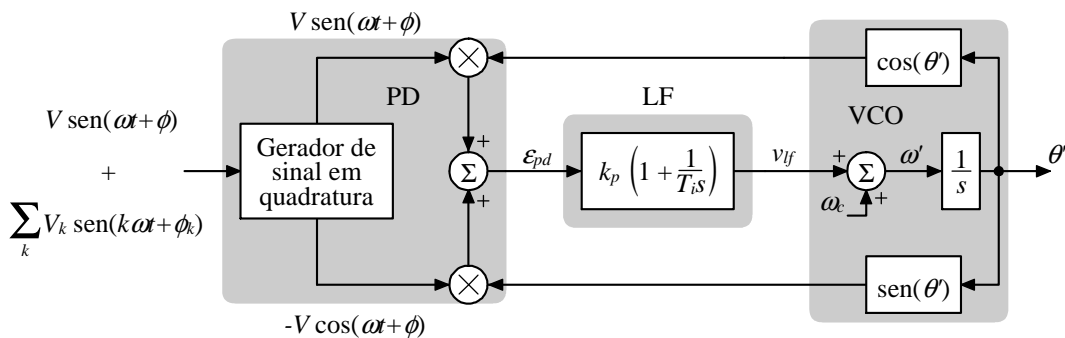 V sen(ωt+ϕ)
PD
V sen(ωt+ϕ)
+
∑ V_k sen(kωt+ϕ_k)
k
Gerador de
sinal em
quadratura
×
+
Σ
+
×
-V cos(ωt+ϕ)
ε_pd
LF
k_p (1 + 1/(T_i s))
v_lf
VCO
cos(θ')
+
Σ
+
ω_c
ω'
1/s
θ'
sen(θ')